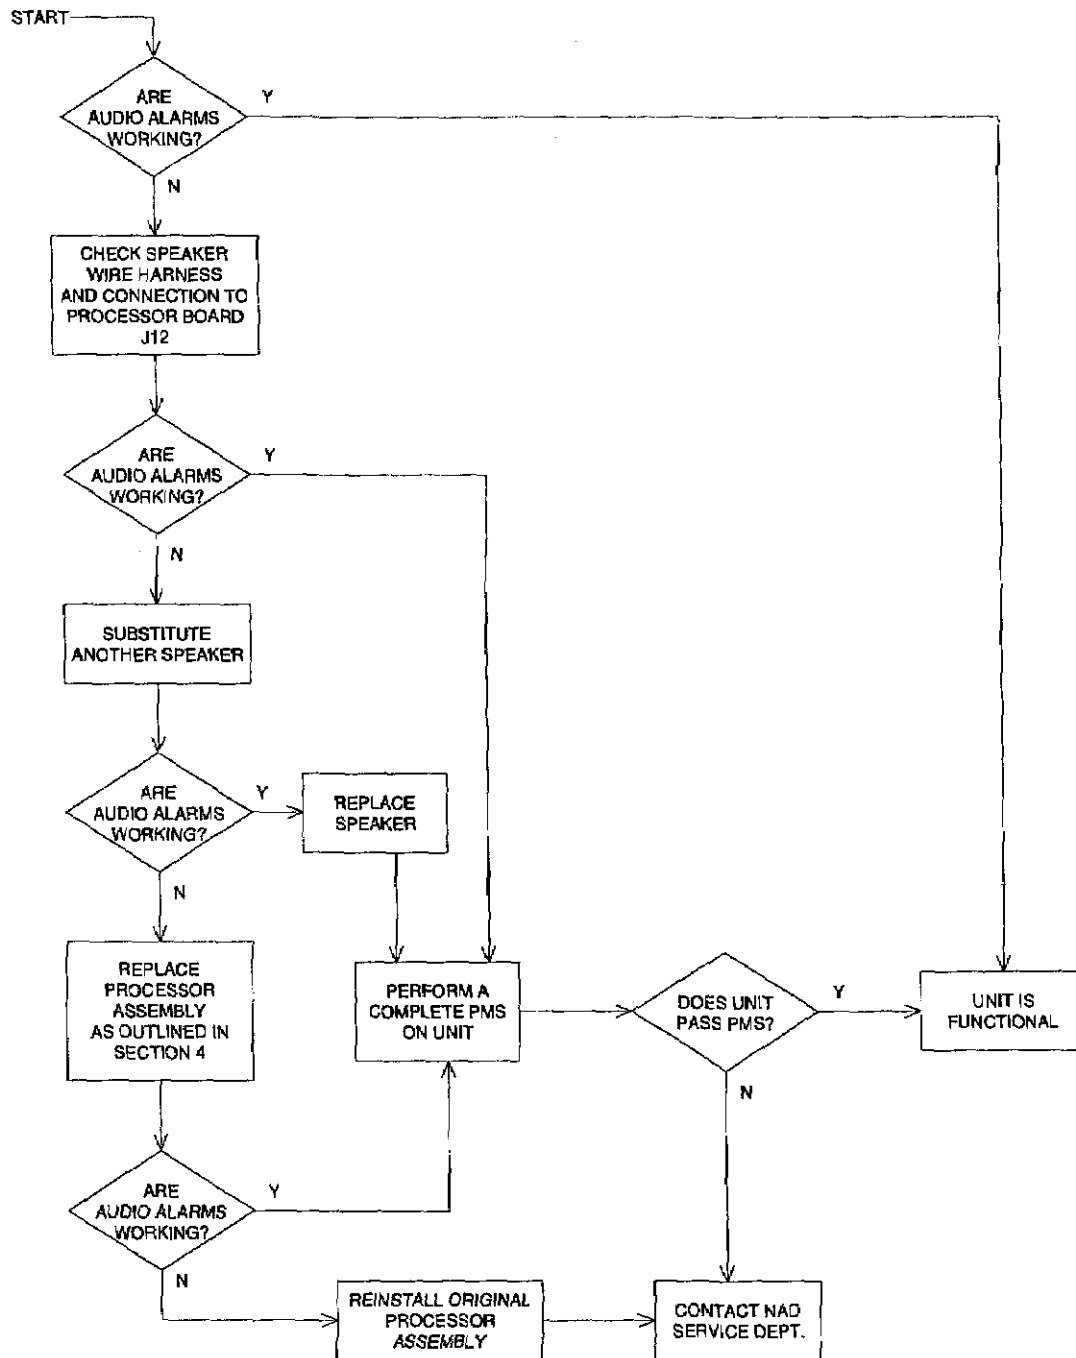 START
ARE
AUDIO ALARMS
WORKING?
Y
N
CHECK SPEAKER
WIRE HARNESS
AND CONNECTION TO
PROCESSOR BOARD
J12
ARE
AUDIO ALARMS
WORKING?
Y
N
SUBSTITUTE
ANOTHER SPEAKER
ARE
AUDIO ALARMS
WORKING?
Y
REPLACE
SPEAKER
N
REPLACE
PROCESSOR
ASSEMBLY
AS OUTLINED IN
SECTION 4
PERFORM A
COMPLETE PMS
ON UNIT
DOES UNIT
PASS PMS?
Y
UNIT IS
FUNCTIONAL
N
ARE
AUDIO ALARMS
WORKING?
Y
N
REINSTALL ORIGINAL
PROCESSOR
ASSEMBLY
CONTACT NAD
SERVICE DEPT.